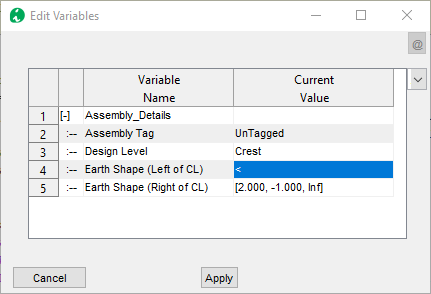 Edit Variables
@
Variable Name
Current Value
1 [-] Assembly_Details
2 :-- Assembly Tag UnTagged
3 :-- Design Level Crest
4 :-- Earth Shape (Left of CL) <
5 :-- Earth Shape (Right of CL) [2.000, -1.000, Inf]
Cancel
Apply